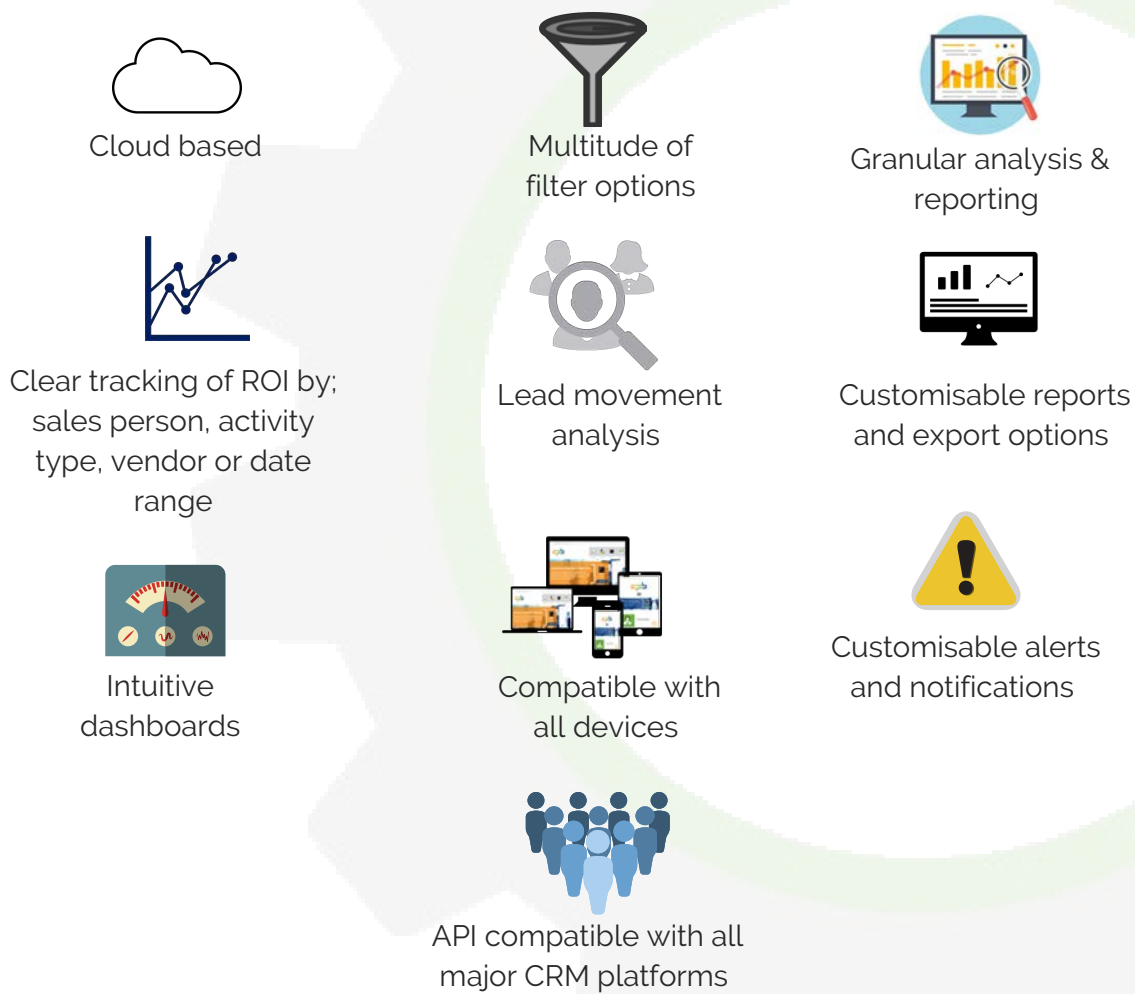 Cloud based
Multitude of
filter options
Granular analysis &
reporting
Clear tracking of ROI by;
sales person, activity
type, vendor or date
range
Lead movement
analysis
Customisable reports
and export options
Intuitive
dashboards
Compatible with
all devices
Customisable alerts
and notifications
API compatible with all
major CRM platforms